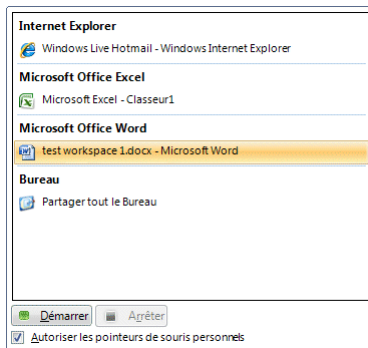 Internet Explorer
Windows Live Hotmail - Windows Internet Explorer
Microsoft Office Excel
Microsoft Excel - Classeur1
Microsoft Office Word
test workspace 1.docx - Microsoft Word
Bureau
Partager tout le Bureau
Démarrer Arrêter
Autoriser les pointeurs de souris personnels